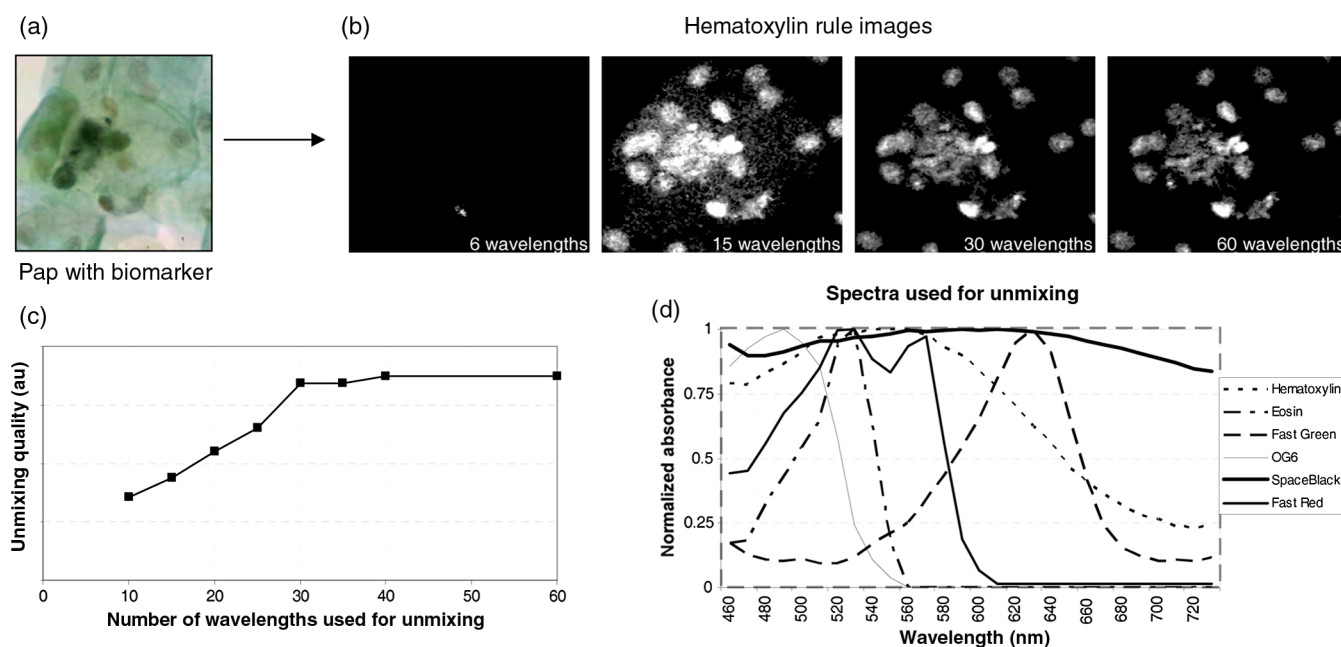 (a)
Pap with biomarker
(b)
Hematoxylin rule images
6 wavelengths
15 wavelengths
30 wavelengths
60 wavelengths
(c)
Unmixing quality (au)
0 10 20 30 40 50 60
Number of wavelengths used for unmixing
(d)
Spectra used for unmixing
Normalized absorbance
1
0.75
0.5
0.25
0
460 480 500 520 540 560 580 600 620 640 660 680 700 720
Wavelength (nm)
Hematoxylin
Eosin
Fast Green
OG6
SpaceBlack
Fast Red